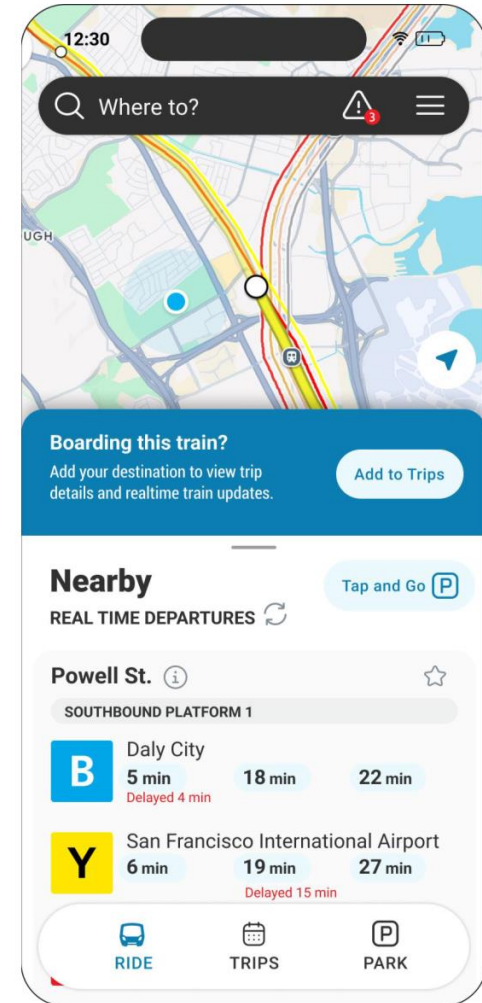 12:30
Where to?
3
UGH
Boarding this train?
Add your destination to view trip
details and realtime train updates.
Add to Trips
Nearby
Tap and Go P
REAL TIME DEPARTURES
Powell St. i
SOUTHBOUND PLATFORM 1
B
Daly City
5 min 18 min 22 min
Delayed 4 min
Y
San Francisco International Airport
6 min 19 min 27 min
Delayed 15 min
P
RIDE TRIPS PARK